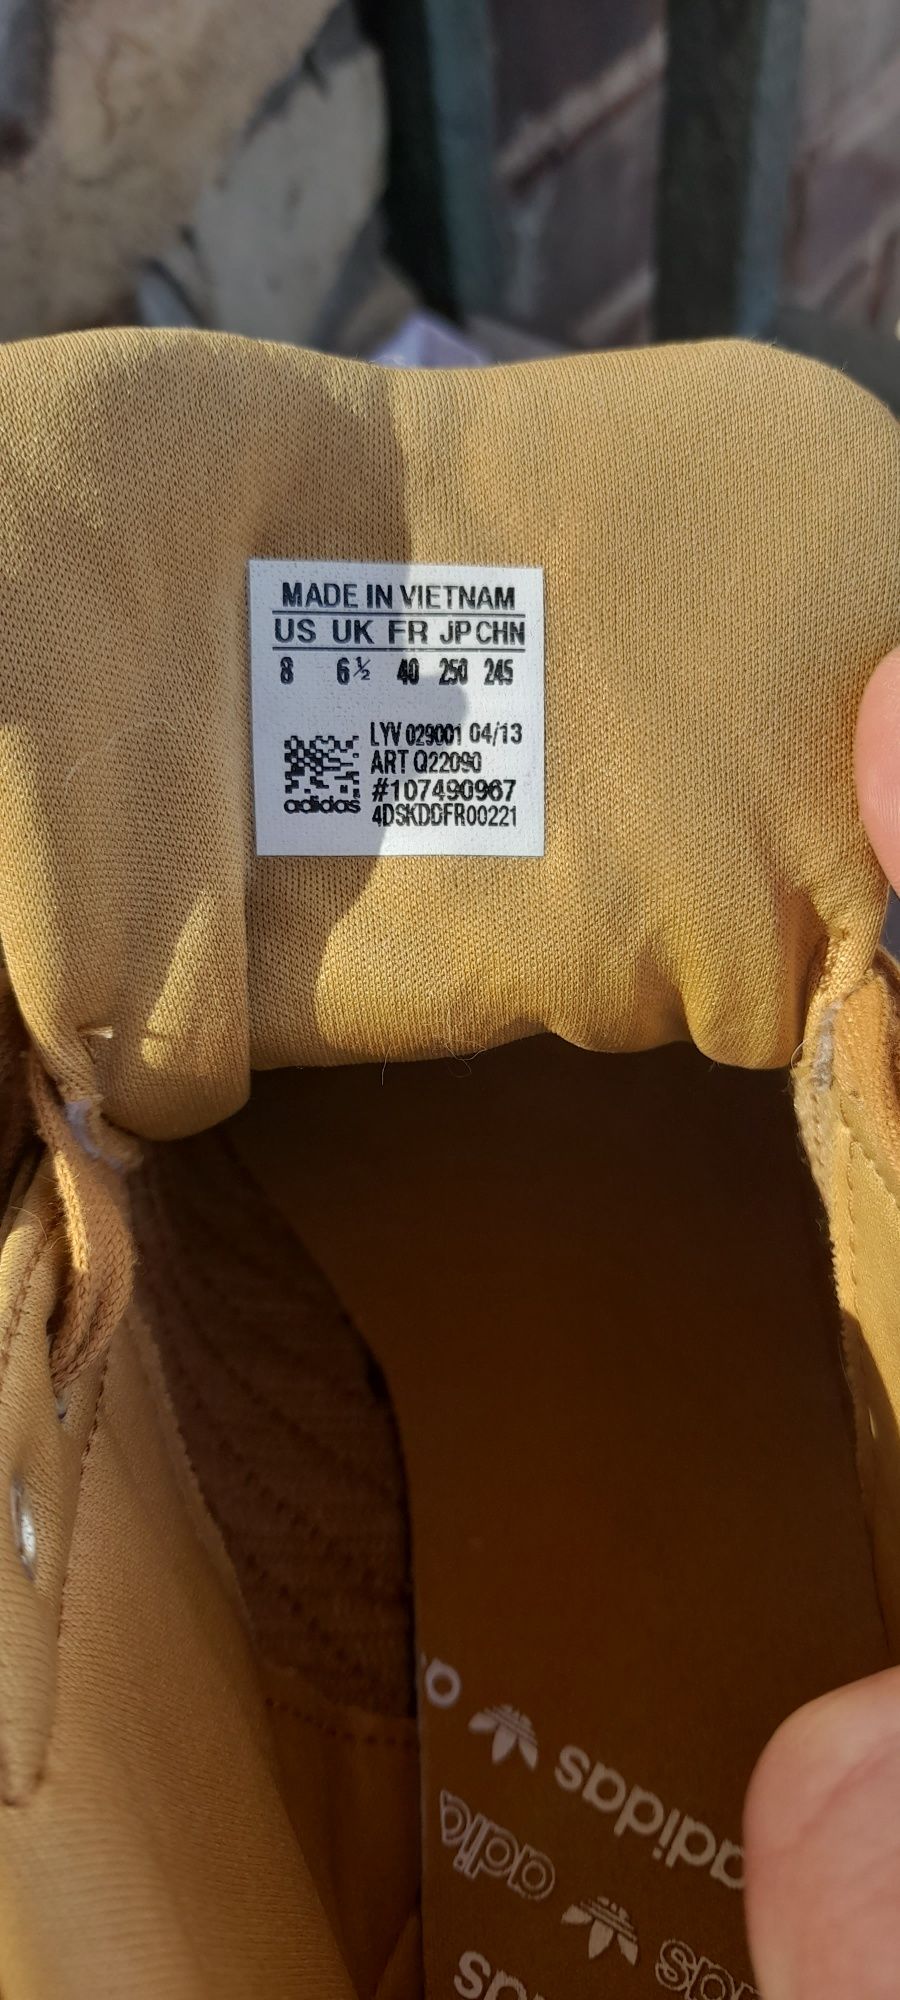 MADE IN VIETNAM
US UK FR JP CHN
8 6½ 40 250 245
LYV 029001 04/13
ART Q22090
#107490967
4DSKDDFR00221
adidas
adidas